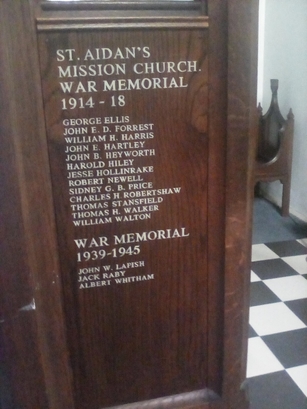 ST. AIDAN'S
MISSION CHURCH.
WAR MEMORIAL
1914 - 18
GEORGE ELLIS
JOHN E. D. FORREST
WILLIAM H. HARRIS
JOHN E. HARTLEY
JOHN B. HEYWORTH
HAROLD HILEY
JESSE HOLLINRAKE
ROBERT NEWELL
SIDNEY G. B. PRICE
CHARLES H ROBERTSHAW
THOMAS STANSFIELD
THOMAS H. WALKER
WILLIAM WALTON
WAR MEMORIAL
1939-1945
JOHN W. LAPISH
JACK RABY
ALBERT WHITHAM